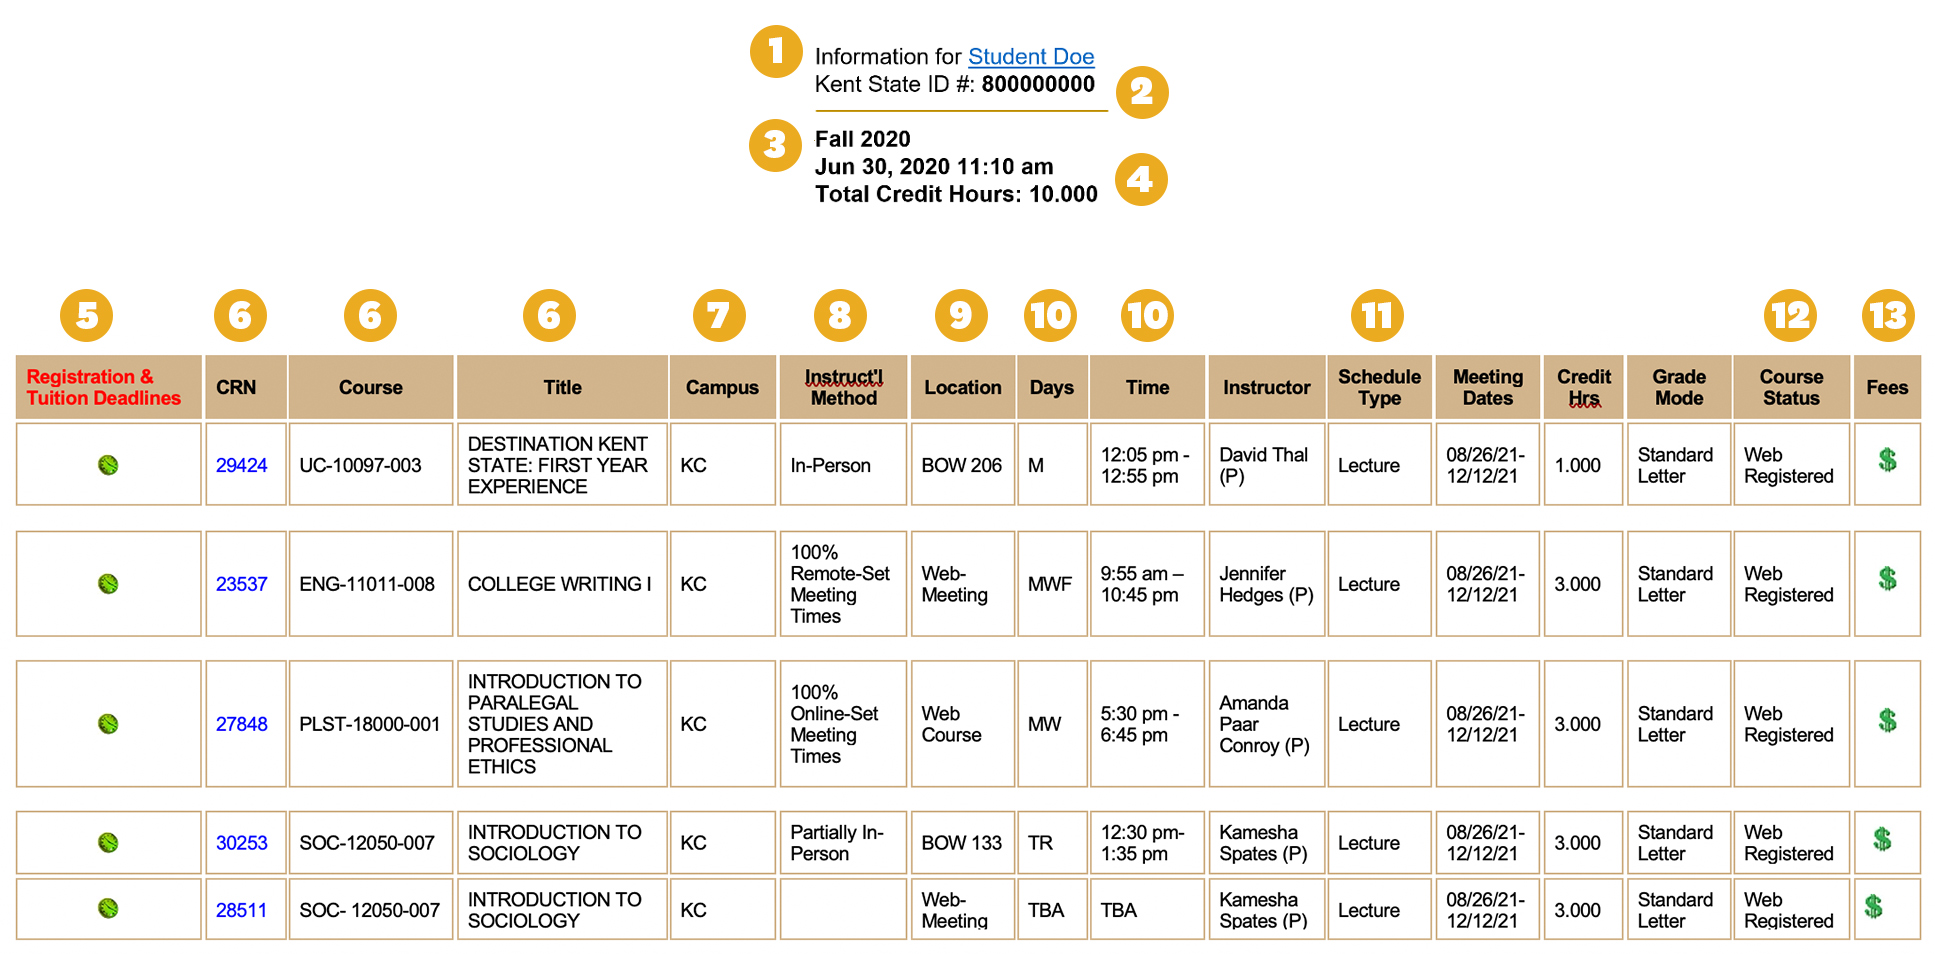 1
Information for Student Doe
Kent State ID #: 800000000
2
3
Fall 2020
Jun 30, 2020 11:10 am
4
Total Credit Hours: 10.000
5 6 6 6 7 8 9 10 10 11 12 13
Registration & Tuition Deadlines CRN Course Title Campus Instruct'l Method Location Days Time Instructor Schedule Type Meeting Dates Credit Hrs Grade Mode Course Status Fees
29424 UC-10097-003 DESTINATION KENT STATE: FIRST YEAR EXPERIENCE KC In-Person BOW 206 M 12:05 pm - 12:55 pm David Thal (P) Lecture 08/26/21- 12/12/21 1.000 Standard Letter Web Registered $
23537 ENG-11011-008 COLLEGE WRITING I KC 100% Remote-Set Meeting Times Web- Meeting MWF 9:55 am – 10:45 pm Jennifer Hedges (P) Lecture 08/26/21- 12/12/21 3.000 Standard Letter Web Registered $
27848 PLST-18000-001 INTRODUCTION TO PARALEGAL STUDIES AND PROFESSIONAL ETHICS KC 100% Online-Set Meeting Times Web Course MW 5:30 pm - 6:45 pm Amanda Paar Conroy (P) Lecture 08/26/21- 12/12/21 3.000 Standard Letter Web Registered $
30253 SOC-12050-007 INTRODUCTION TO SOCIOLOGY KC Partially In- Person BOW 133 TR 12:30 pm- 1:35 pm Kamesha Spates (P) Lecture 08/26/21- 12/12/21 3.000 Standard Letter Web Registered $
28511 SOC- 12050-007 INTRODUCTION TO SOCIOLOGY KC Web- Meeting TBA TBA Kamesha Spates (P) Lecture 08/26/21- 12/12/21 3.000 Standard Letter Web Registered $